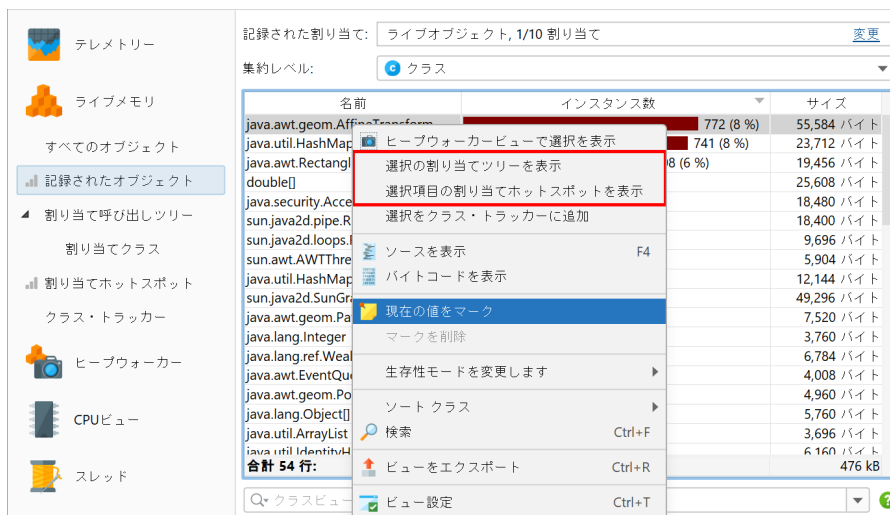 テレメトリー
ライブメモリ
すべてのオブジェクト
記録されたオブジェクト
割り当て呼び出しツリー
割り当てクラス
割り当てホットスポット
クラス・トラッカー
ヒープウォーカー
CPUビュー
スレッド
記録された割り当て: ライブオブジェクト, 1/10 割り当て 変更
集約レベル: クラス
名前 インスタンス数 サイズ
java.awt.geom.AffineTransform 772 (8 %) 55,584 バイト
java.util.HashMap 741 (8 %) 23,712 バイト
java.awt.Rectangl 8 (6 %) 19,456 バイト
double[] 25,608 バイト
java.security.Acce 18,480 バイト
sun.java2d.pipe.R 18,400 バイト
sun.java2d.loops. 9,696 バイト
sun.awt.AWTThre 5,904 バイト
java.util.HashMap 12,144 バイト
sun.java2d.SunGra 49,296 バイト
java.awt.geom.Pa 7,520 バイト
java.lang.Integer 3,760 バイト
java.lang.ref.Weal 6,784 バイト
java.awt.EventQue 4,008 バイト
java.awt.geom.Po 4,960 バイト
java.lang.Object[] 5,760 バイト
java.util.ArrayList 3,696 バイト
java.util.IdentityH 6,160 バイト
合計 54 行: 476 kB
クラスビュー
ヒープウォーカービューで選択を表示
選択の割り当てツリーを表示
選択項目の割り当てホットスポットを表示
選択をクラス・トラッカーに追加
ソースを表示 F4
バイトコードを表示
現在の値をマーク
マークを削除
生存性モードを変更します
ソート クラス
検索 Ctrl+F
ビューをエクスポート Ctrl+R
ビュー設定 Ctrl+T